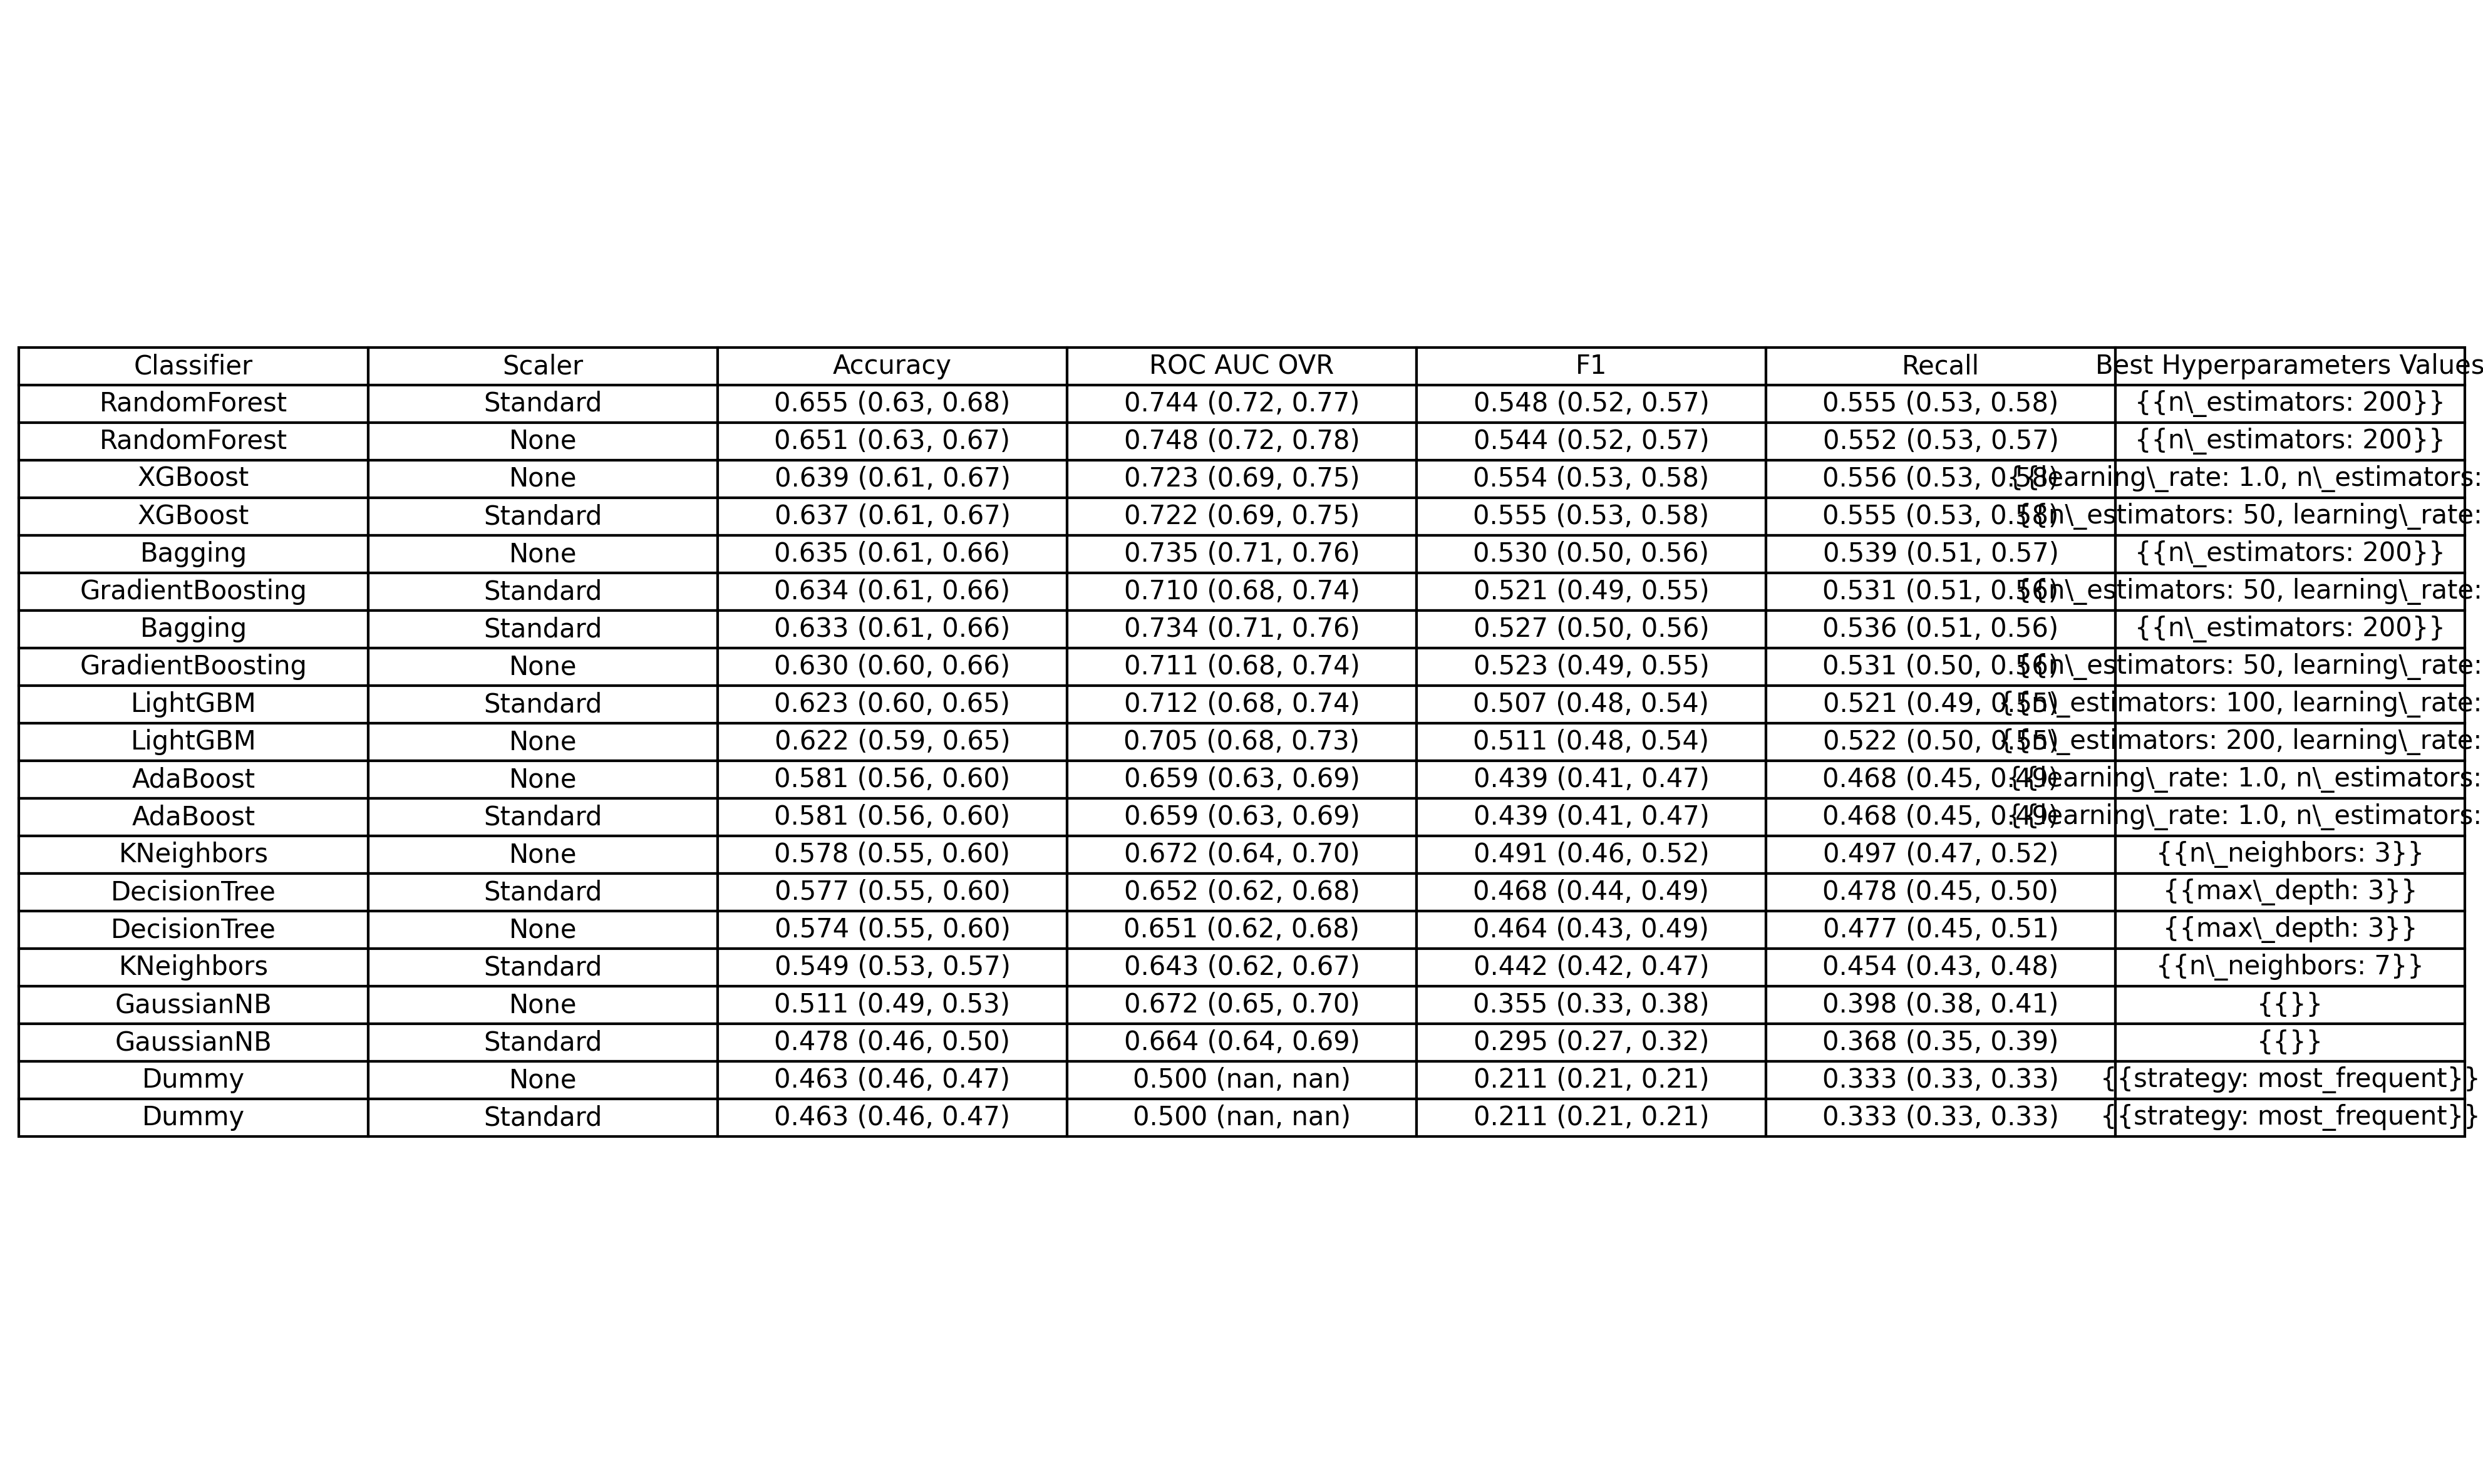 Classifier Scaler Accuracy ROC AUC OVR F1 Recall Best Hyperparameters Values
RandomForest Standard 0.655 (0.63, 0.68) 0.744 (0.72, 0.77) 0.548 (0.52, 0.57) 0.555 (0.53, 0.58) {{n\_estimators: 200}}
RandomForest None 0.651 (0.63, 0.67) 0.748 (0.72, 0.78) 0.544 (0.52, 0.57) 0.552 (0.53, 0.57) {{n\_estimators: 200}}
XGBoost None 0.639 (0.61, 0.67) 0.723 (0.69, 0.75) 0.554 (0.53, 0.58) 0.556 (0.53, 0.58) {{learning\_rate: 1.0, n\_estimators:
XGBoost Standard 0.637 (0.61, 0.67) 0.722 (0.69, 0.75) 0.555 (0.53, 0.58) 0.555 (0.53, 0.58) {{n\_estimators: 50, learning\_rate:
Bagging None 0.635 (0.61, 0.66) 0.735 (0.71, 0.76) 0.530 (0.50, 0.56) 0.539 (0.51, 0.57) {{n\_estimators: 200}}
GradientBoosting Standard 0.634 (0.61, 0.66) 0.710 (0.68, 0.74) 0.521 (0.49, 0.55) 0.531 (0.51, 0.56) {{n\_estimators: 50, learning\_rate:
Bagging Standard 0.633 (0.61, 0.66) 0.734 (0.71, 0.76) 0.527 (0.50, 0.56) 0.536 (0.51, 0.56) {{n\_estimators: 200}}
GradientBoosting None 0.630 (0.60, 0.66) 0.711 (0.68, 0.74) 0.523 (0.49, 0.55) 0.531 (0.50, 0.56) {{n\_estimators: 50, learning\_rate:
LightGBM Standard 0.623 (0.60, 0.65) 0.712 (0.68, 0.74) 0.507 (0.48, 0.54) 0.521 (0.49, 0.55) {{n\_estimators: 100, learning\_rate:
LightGBM None 0.622 (0.59, 0.65) 0.705 (0.68, 0.73) 0.511 (0.48, 0.54) 0.522 (0.50, 0.55) {{n\_estimators: 200, learning\_rate:
AdaBoost None 0.581 (0.56, 0.60) 0.659 (0.63, 0.69) 0.439 (0.41, 0.47) 0.468 (0.45, 0.49) {{learning\_rate: 1.0, n\_estimators:
AdaBoost Standard 0.581 (0.56, 0.60) 0.659 (0.63, 0.69) 0.439 (0.41, 0.47) 0.468 (0.45, 0.49) {{learning\_rate: 1.0, n\_estimators:
KNeighbors None 0.578 (0.55, 0.60) 0.672 (0.64, 0.70) 0.491 (0.46, 0.52) 0.497 (0.47, 0.52) {{n\_neighbors: 3}}
DecisionTree Standard 0.577 (0.55, 0.60) 0.652 (0.62, 0.68) 0.468 (0.44, 0.49) 0.478 (0.45, 0.50) {{max\_depth: 3}}
DecisionTree None 0.574 (0.55, 0.60) 0.651 (0.62, 0.68) 0.464 (0.43, 0.49) 0.477 (0.45, 0.51) {{max\_depth: 3}}
KNeighbors Standard 0.549 (0.53, 0.57) 0.643 (0.62, 0.67) 0.442 (0.42, 0.47) 0.454 (0.43, 0.48) {{n\_neighbors: 7}}
GaussianNB None 0.511 (0.49, 0.53) 0.672 (0.65, 0.70) 0.355 (0.33, 0.38) 0.398 (0.38, 0.41) {{}}
GaussianNB Standard 0.478 (0.46, 0.50) 0.664 (0.64, 0.69) 0.295 (0.27, 0.32) 0.368 (0.35, 0.39) {{}}
Dummy None 0.463 (0.46, 0.47) 0.500 (nan, nan) 0.211 (0.21, 0.21) 0.333 (0.33, 0.33) {{strategy: most_frequent}}
Dummy Standard 0.463 (0.46, 0.47) 0.500 (nan, nan) 0.211 (0.21, 0.21) 0.333 (0.33, 0.33) {{strategy: most_frequent}}